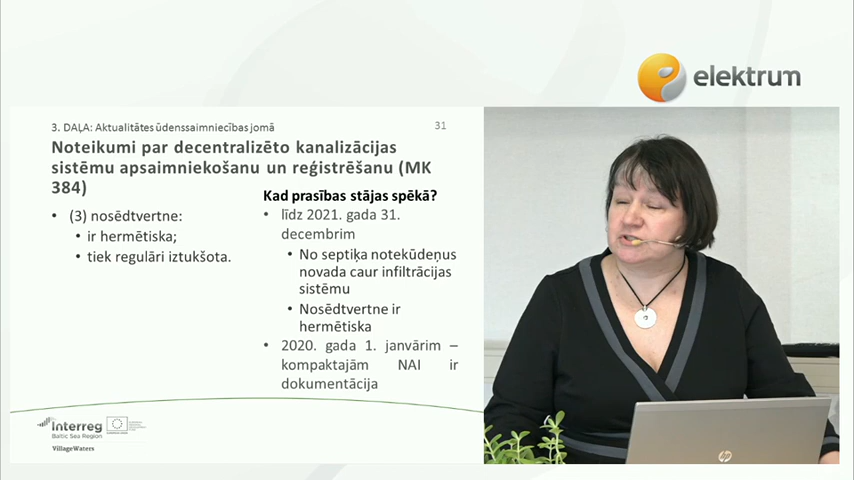 elektrum
3. DAĻA: Aktualitātes ūdenssaimniecības jomā
31
Noteikumi par decentralizēto kanalizācijas
sistēmu apsaimniekošanu un reģistrēšanu (MK
384)
• (3) nosēdtvertne:
• ir hermētiska;
• tiek regulāri iztukšota.
Kad prasības stājas spēkā?
• līdz 2021. gada 31.
decembrim
• No septiķa notekūdeņus
novada caur infiltrācijas
sistēmu
• Nosēdtvertne ir
hermētiska
• 2020. gada 1. janvārim –
kompaktajām NAI ir
dokumentācija
Interreg
Baltic Sea Region
VillageWaters
hp